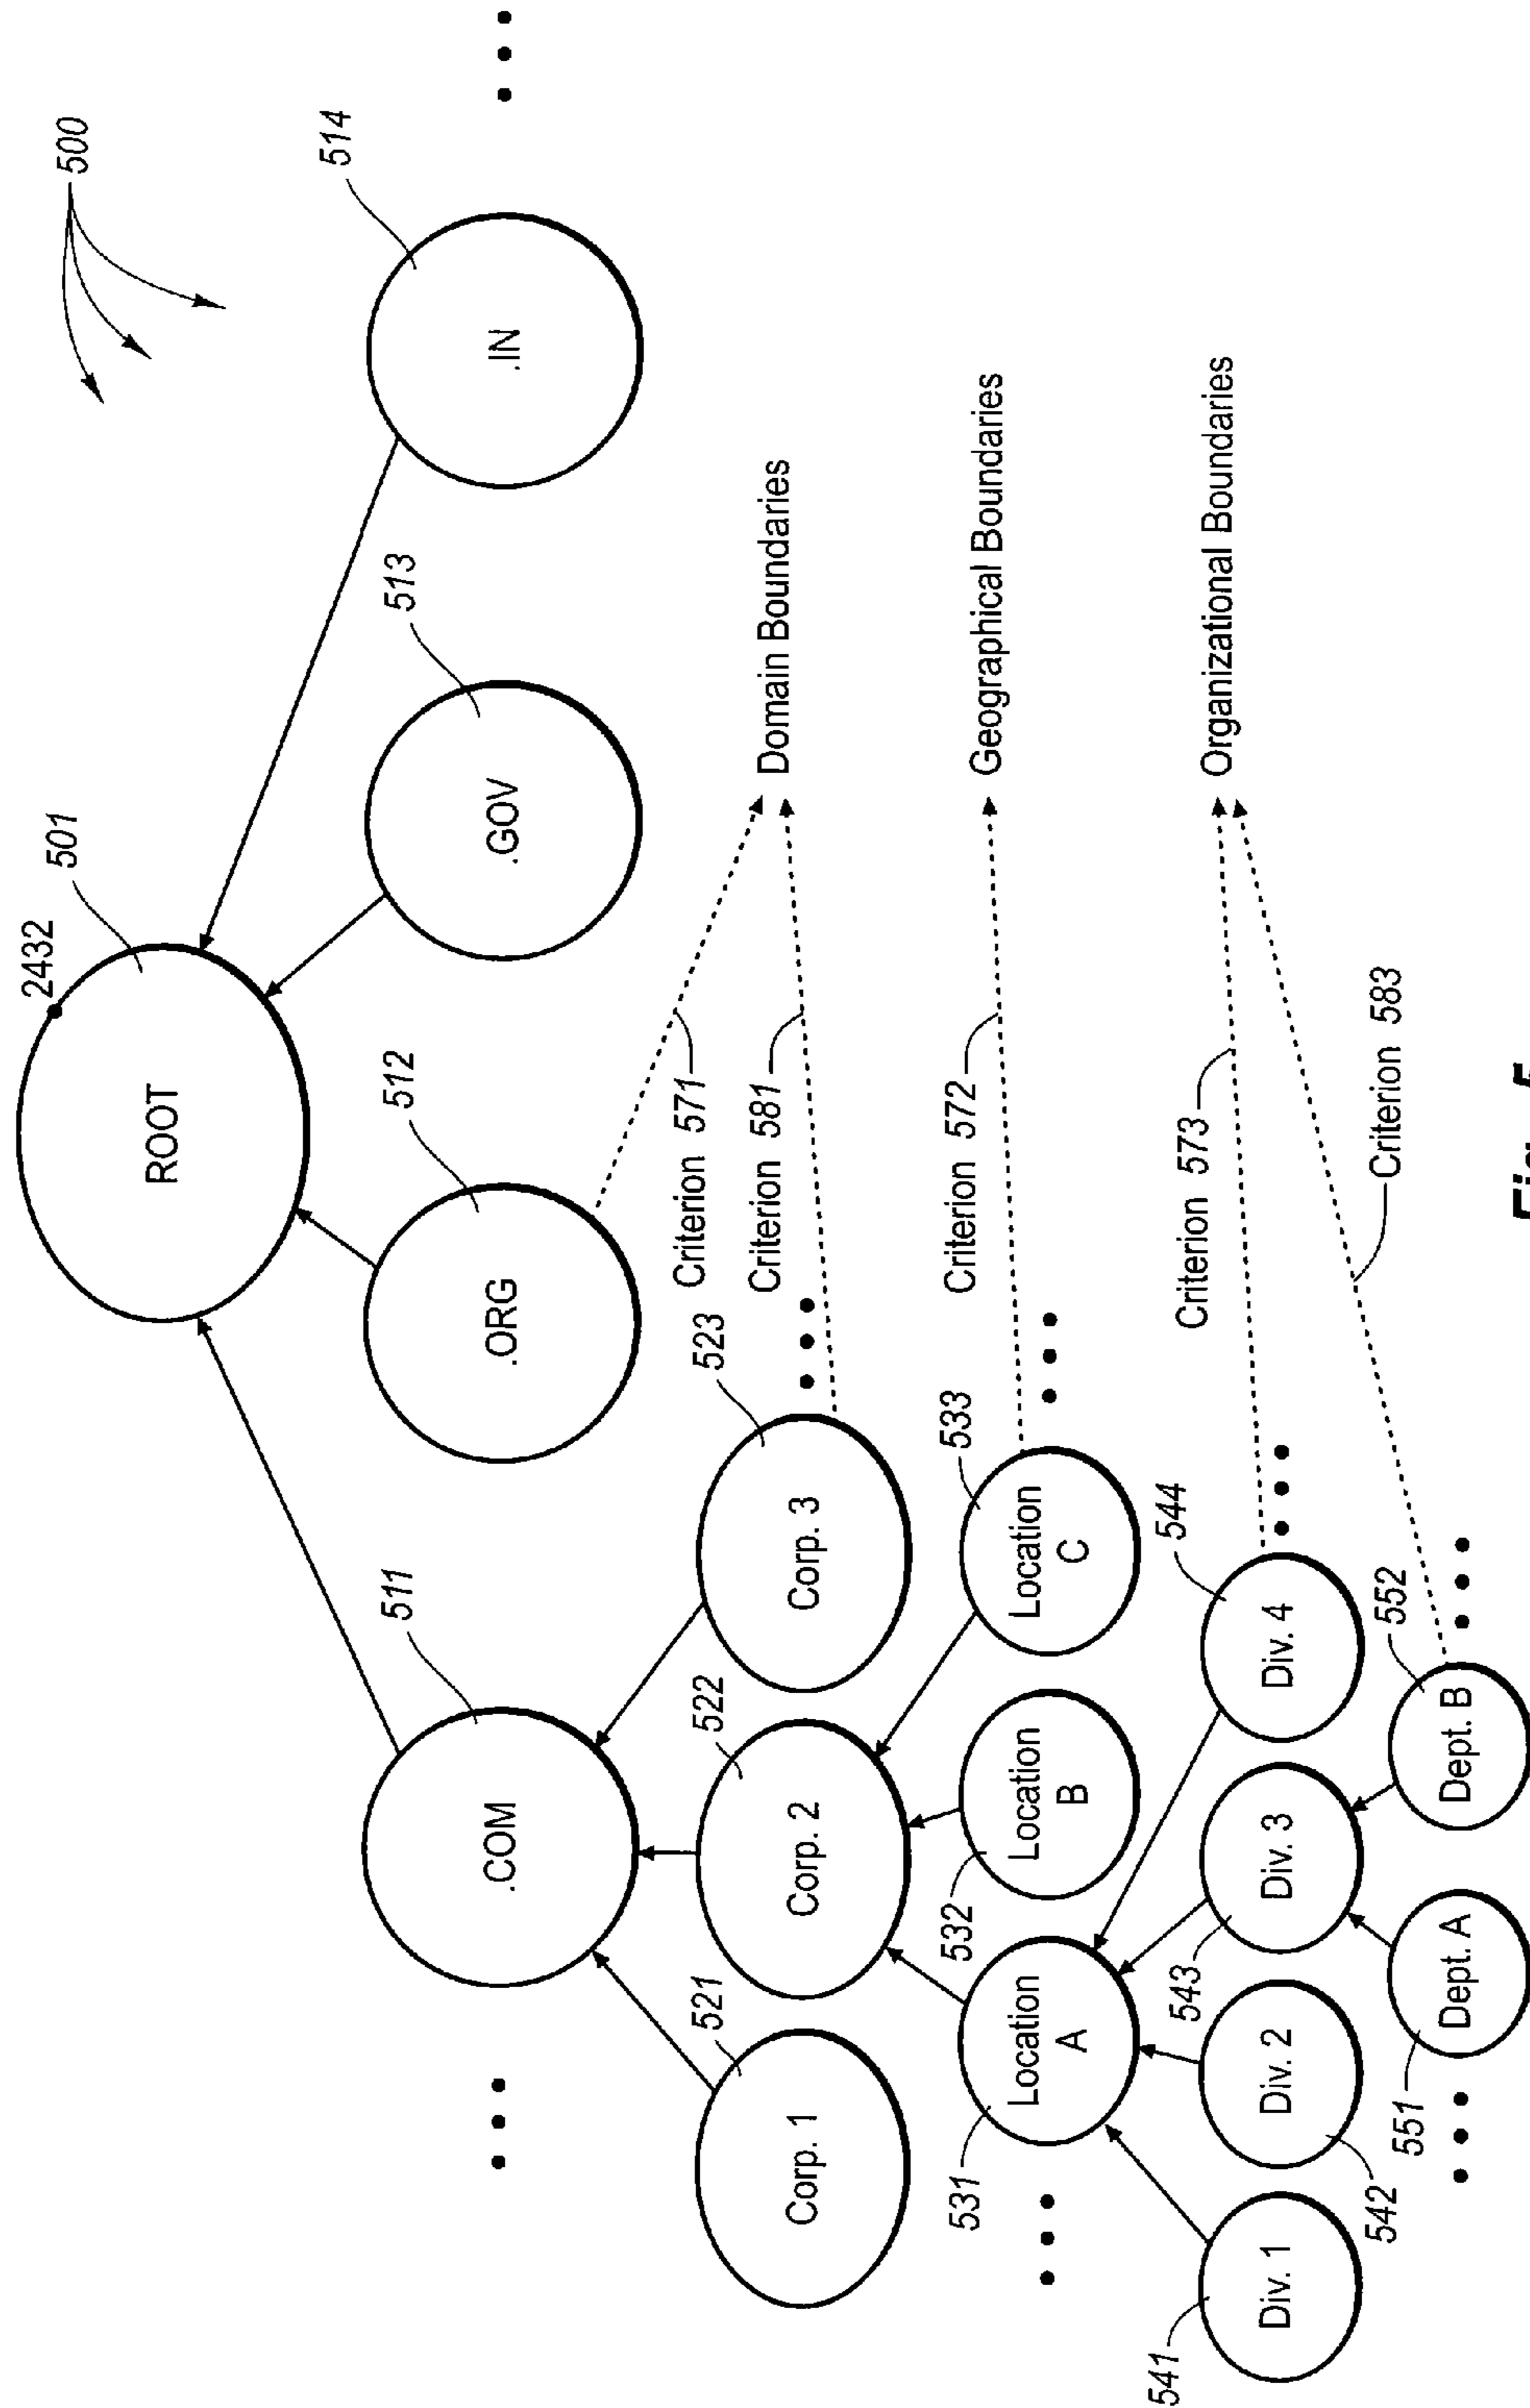 500
2432
501
ROOT
514
.IN
513
.GOV
512
.ORG
511
.COM
Domain Boundaries
Criterion 571
Criterion 581
523
Corp. 3
522
Corp. 2
521
Corp. 1
Geographical Boundaries
Criterion 572
533
Location
C
532
Location
B
531
Location
A
Organizational Boundaries
Criterion 573
Criterion 583
544
Div. 4
543
Div. 3
542
Div. 2
541
Div. 1
552
Dept. B
551
Dept. A